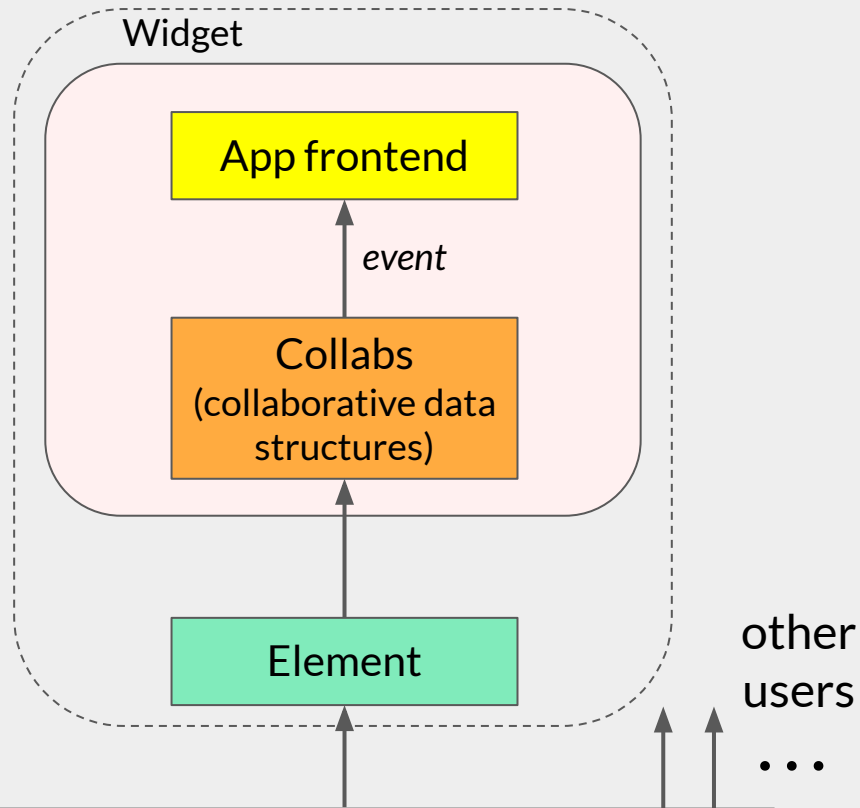 Widget
App frontend
event
Collabs
(collaborative data
structures)
Element
other
users
...